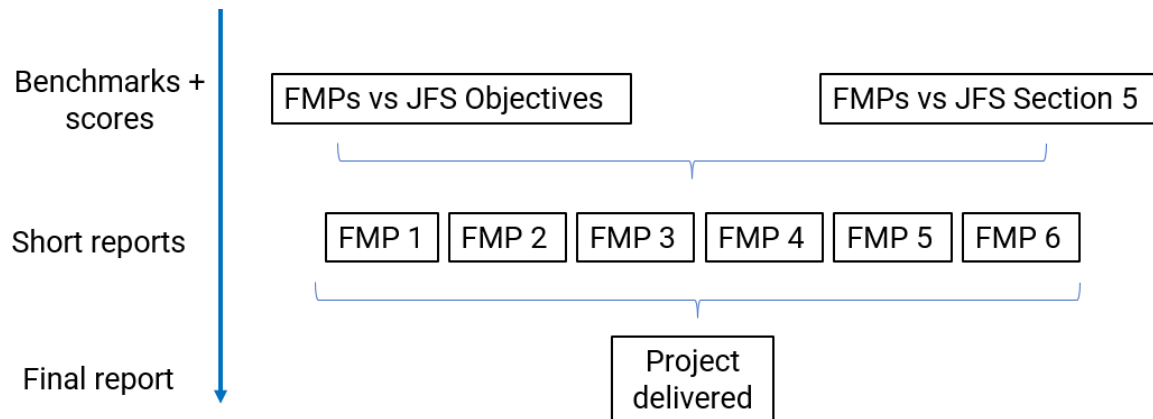 Benchmarks +
scores
FMPs vs JFS Objectives
FMPs vs JFS Section 5
Short reports
FMP 1
FMP 2
FMP 3
FMP 4
FMP 5
FMP 6
Final report
Project
delivered